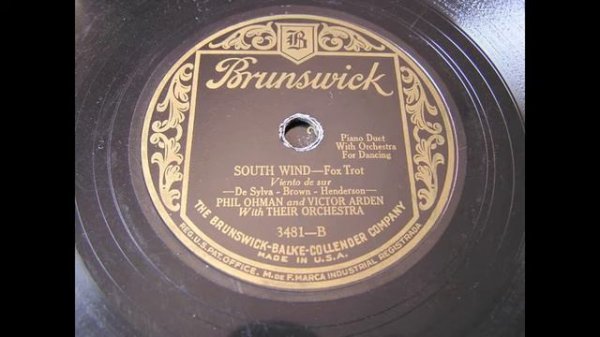 B
Brunswick
Piano Duet
With Orchestra
For Dancing
SOUTH WIND—Fox Trot
Viento de sur
—De Sylva - Brown - Henderson—
PHIL OHMAN and VICTOR ARDEN
With THEIR ORCHESTRA
3481—B
THE BRUNSWICK-BALKE-COLLENDER COMPANY
MADE IN U.S.A.
REG.U.S.PAT.OFFICE. M. DE F. MARCA INDUSTRIAL REGISTRADA